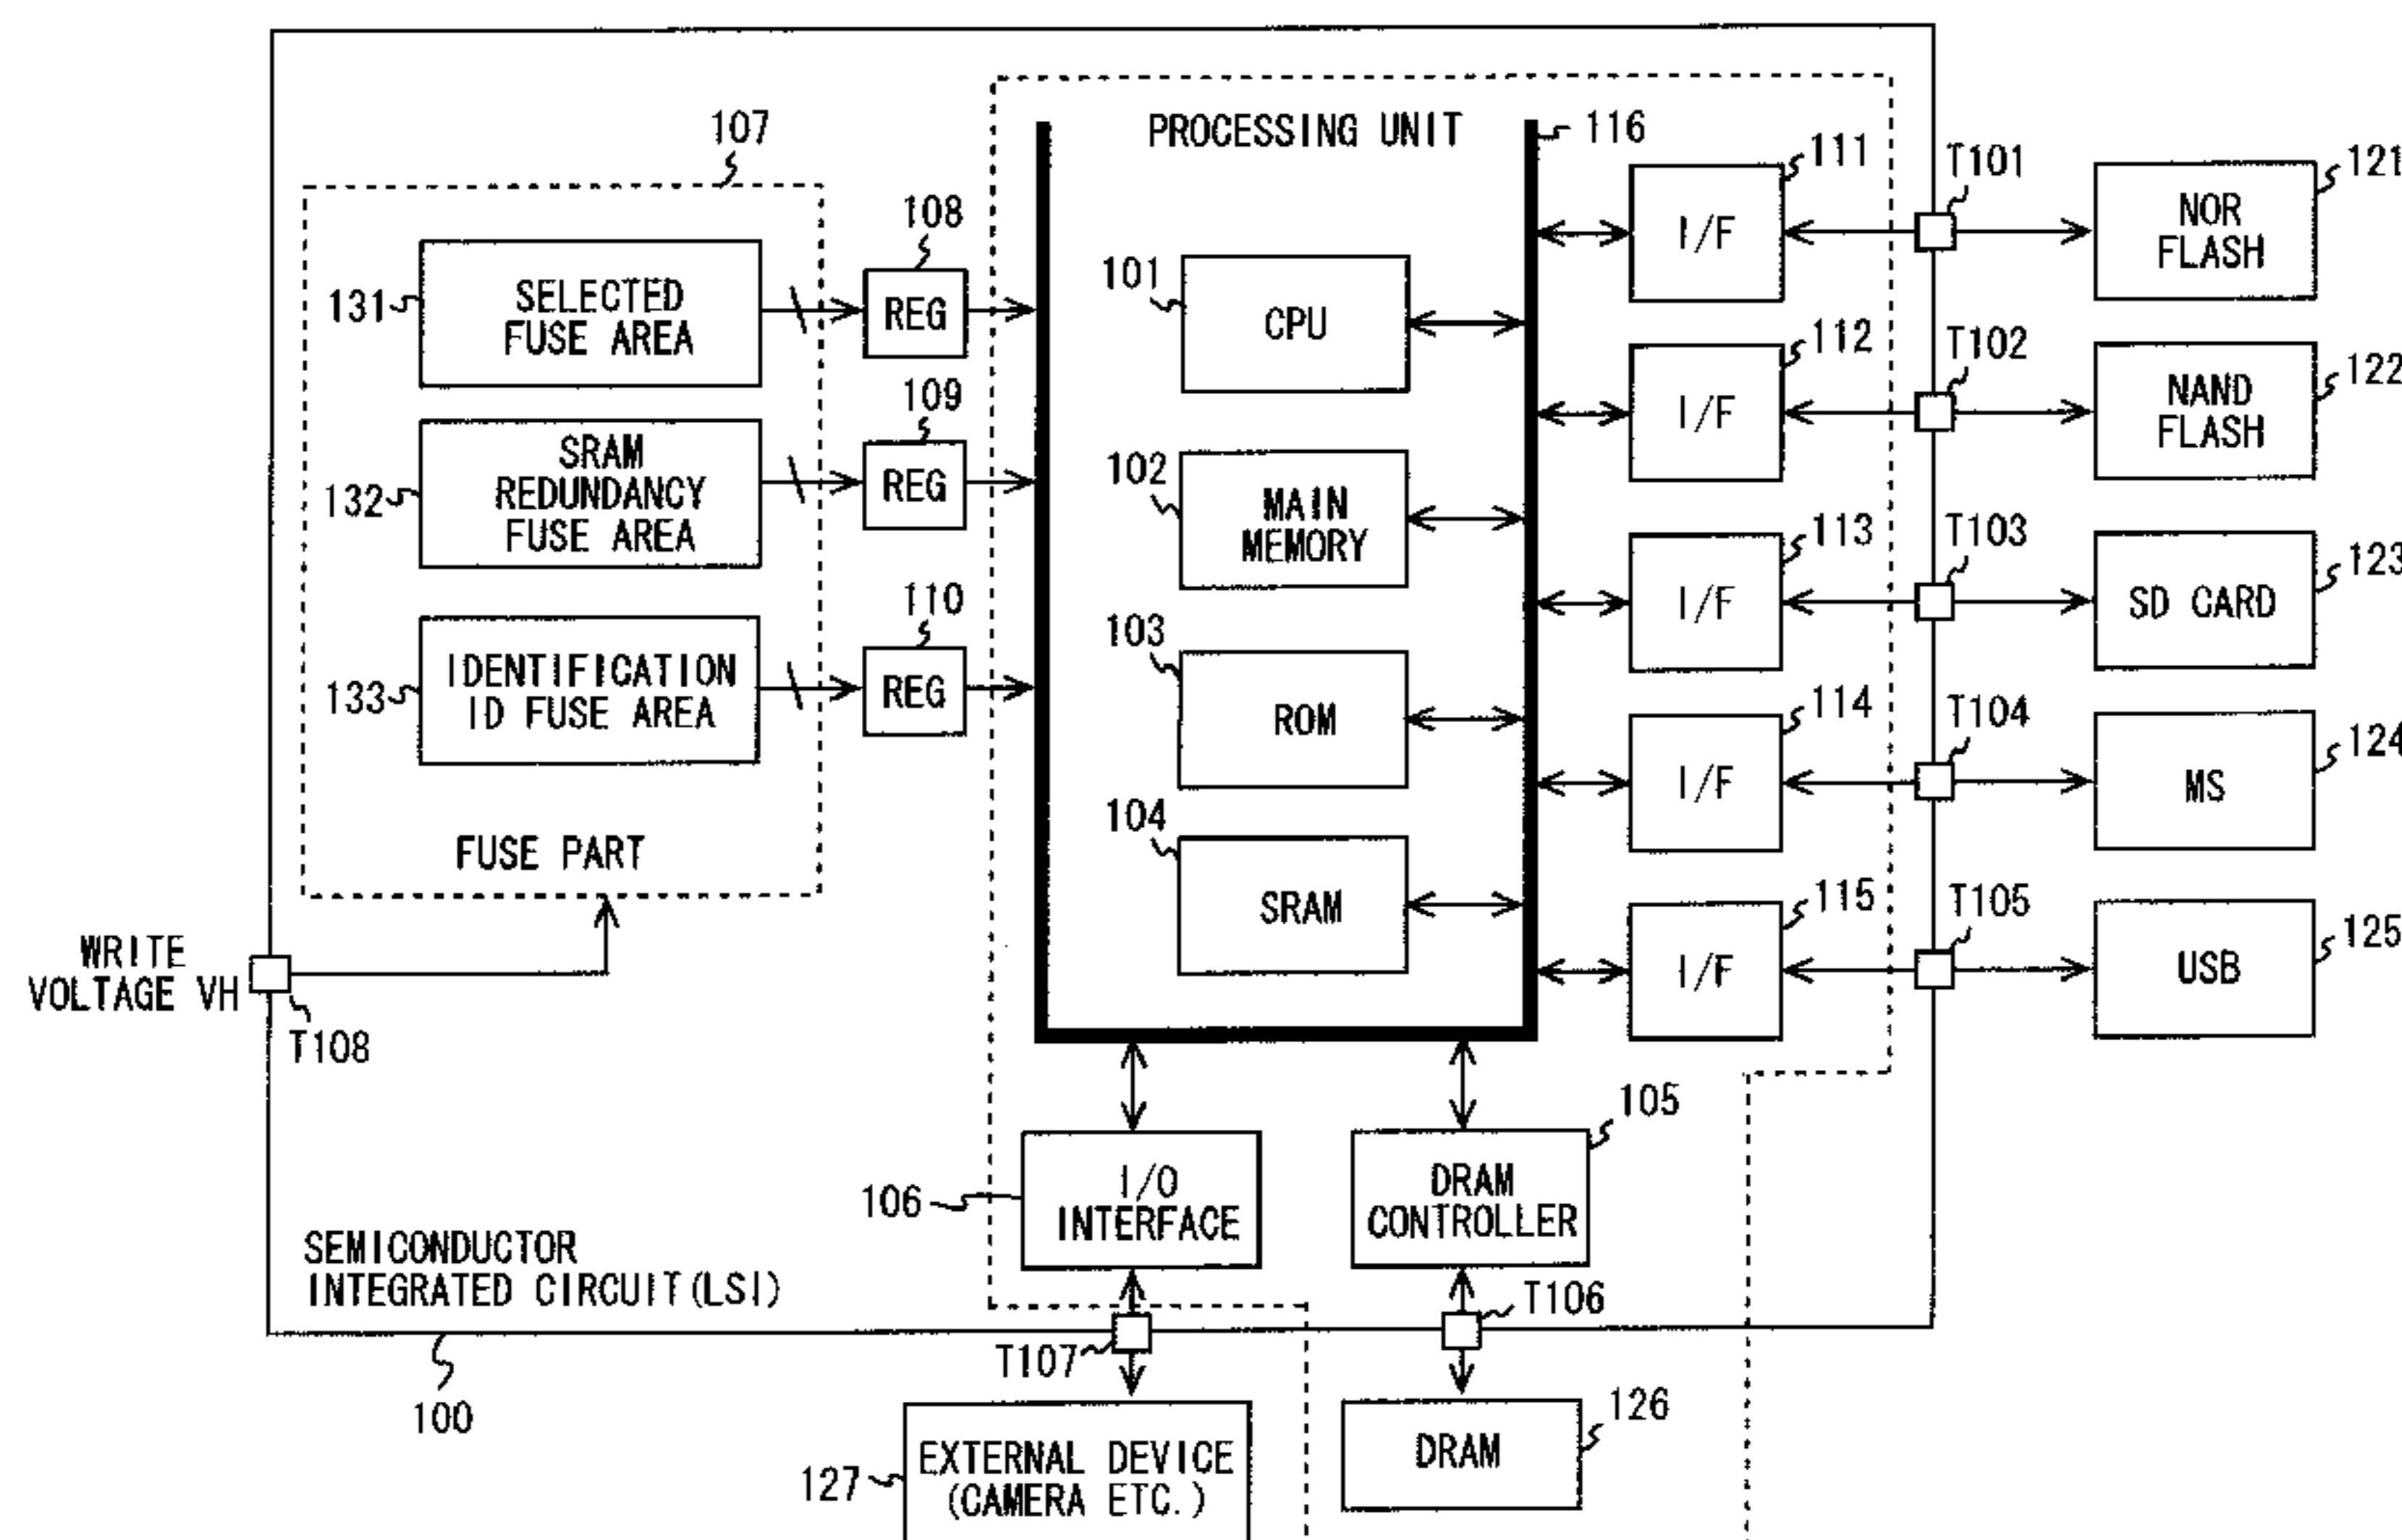 107
PROCESSING UNIT
116
111
T101
121
NOR
FLASH
I/F
108
SELECTED
FUSE AREA
131
REG
101
CPU
112
T102
122
NAND
FLASH
I/F
109
SRAM
REDUNDANCY
FUSE AREA
132
REG
102
MAIN
MEMORY
113
T103
123
SD CARD
I/F
110
IDENTIFICATION
ID FUSE AREA
133
REG
103
ROM
114
T104
124
MS
I/F
104
SRAM
FUSE PART
115
T105
125
USB
I/F
WRITE
VOLTAGE VH
T108
105
106
I/O
INTERFACE
DRAM
CONTROLLER
SEMICONDUCTOR
INTEGRATED CIRCUIT(LSI)
T106
T107
100
126
DRAM
127
EXTERNAL DEVICE
(CAMERA ETC.)